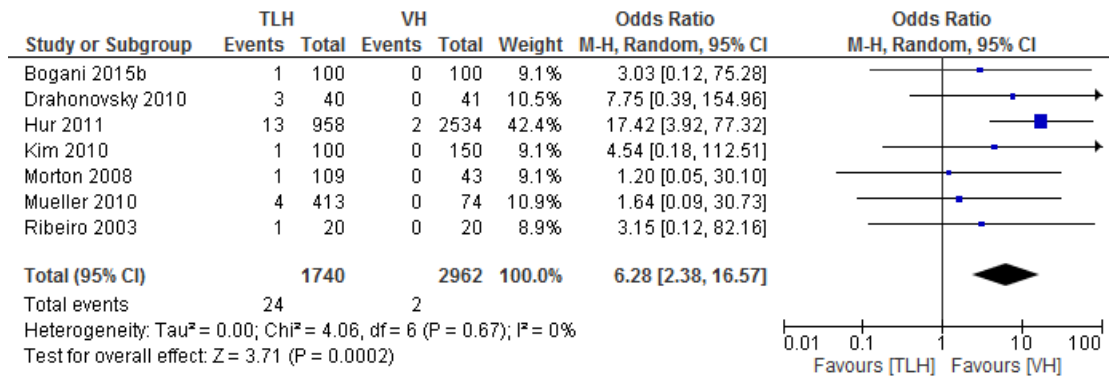 TLH VH Odds Ratio Odds Ratio
Study or Subgroup Events Total Events Total Weight M-H, Random, 95% CI M-H, Random, 95% CI
Bogani 2015b 1 100 0 100 9.1% 3.03 [0.12, 75.28]
Drahonovsky 2010 3 40 0 41 10.5% 7.75 [0.39, 154.96]
Hur 2011 13 958 2 2534 42.4% 17.42 [3.92, 77.32]
Kim 2010 1 100 0 150 9.1% 4.54 [0.18, 112.51]
Morton 2008 1 109 0 43 9.1% 1.20 [0.05, 30.10]
Mueller 2010 4 413 0 74 10.9% 1.64 [0.09, 30.73]
Ribeiro 2003 1 20 0 20 8.9% 3.15 [0.12, 82.16]
Total (95% CI) 1740 2962 100.0% 6.28 [2.38, 16.57]
Total events 24 2
Heterogeneity: Tau² = 0.00; Chi² = 4.06, df = 6 (P = 0.67); I² = 0%
Test for overall effect: Z = 3.71 (P = 0.0002)
0.01 0.1 1 10 100
Favours [TLH] Favours [VH]